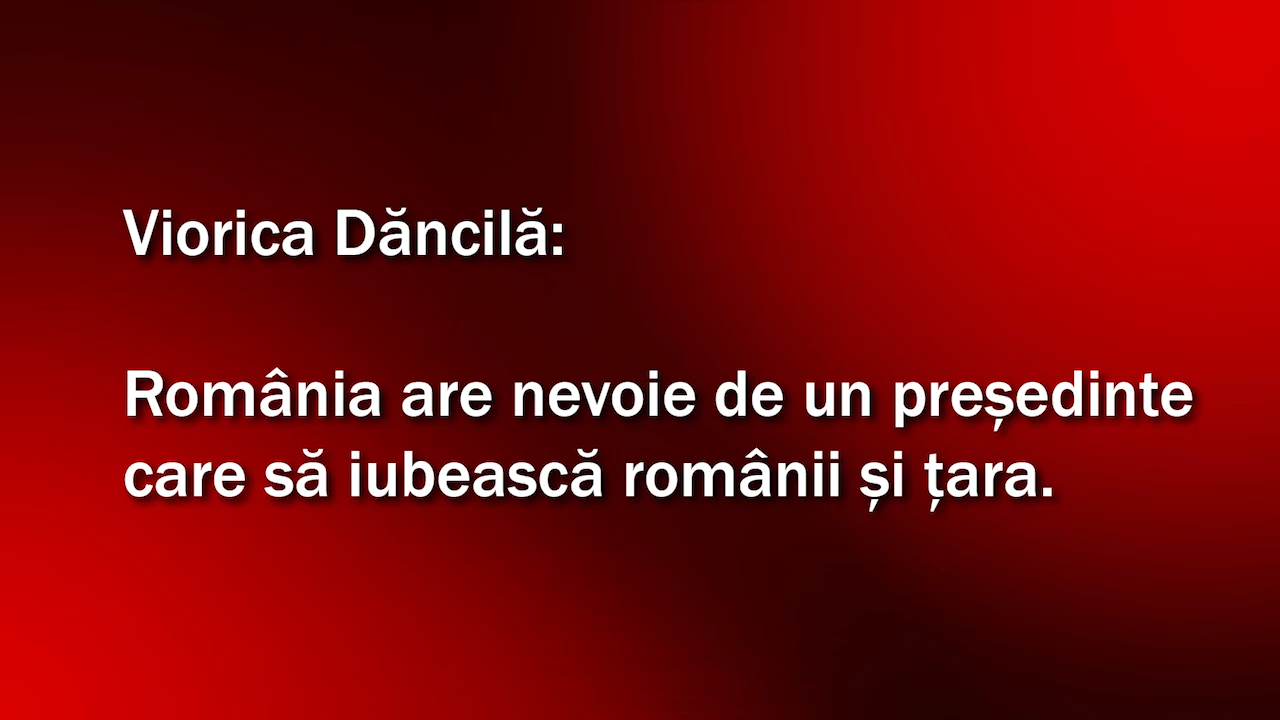 Viorica Dăncilă:
România are nevoie de un președinte
care să iubească românii și țara.